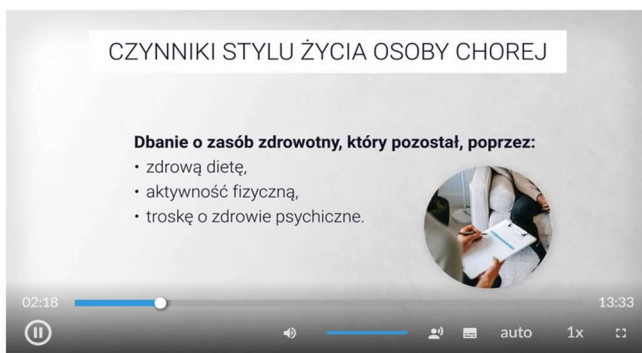 CZYNNIKI STYLU ŻYCIA OSOBY CHOREJ
Dbanie o zasób zdrowotny, który pozostał, poprzez:
• zdrową dietę,
• aktywność fizyczną,
• troskę o zdrowie psychiczne.
02:18
13:33
auto
1x